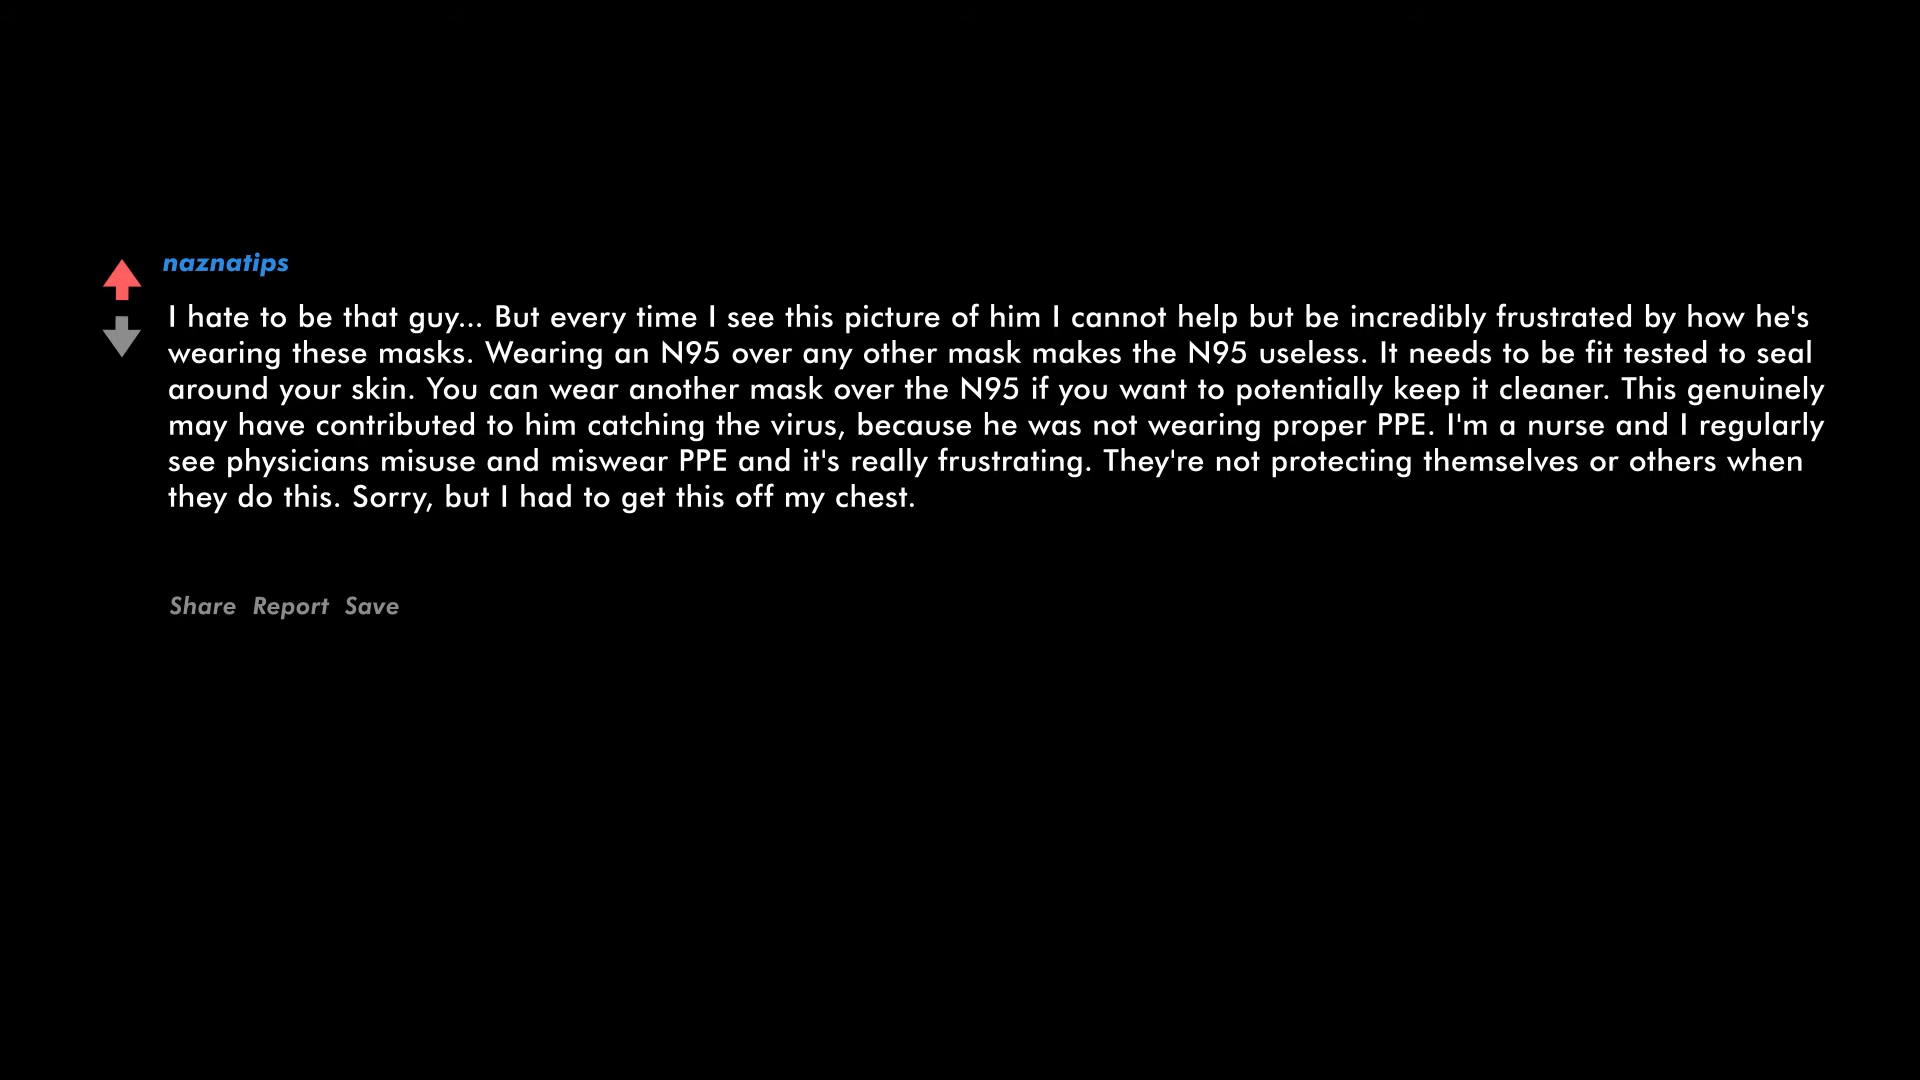 naznatips
I hate to be that guy... But every time I see this picture of him I cannot help but be incredibly frustrated by how he's
wearing these masks. Wearing an N95 over any other mask makes the N95 useless. It needs to be fit tested to seal
around your skin. You can wear another mask over the N95 if you want to potentially keep it cleaner. This genuinely
may have contributed to him catching the virus, because he was not wearing proper PPE. I'm a nurse and I regularly
see physicians misuse and miswear PPE and it's really frustrating. They're not protecting themselves or others when
they do this. Sorry, but I had to get this off my chest.
Share Report Save